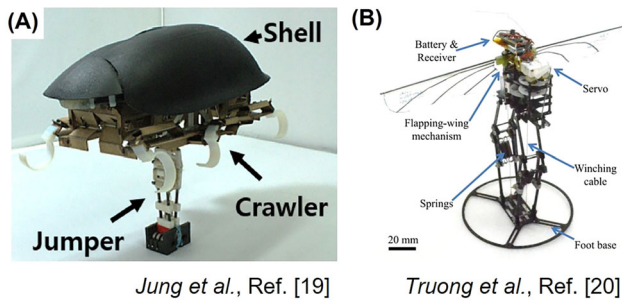 (A)
Shell
Crawler
Jumper
Jung et al., Ref. [19]
(B)
Battery &
Receiver
Servo
Flapping-wing
mechanism
Winching
cable
Springs
Foot base
20 mm
Truong et al., Ref. [20]